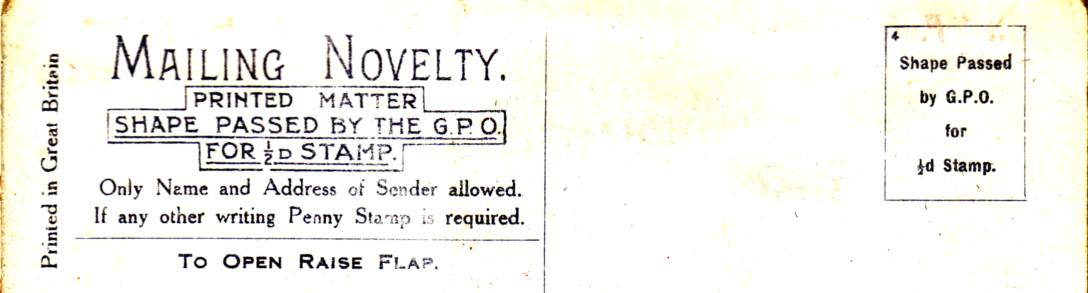 Printed in Great Britain
MAILING NOVELTY.
PRINTED MATTER
SHAPE PASSED BY THE G.P.O.
FOR ½D STAMP.
Only Name and Address of Sender allowed.
If any other writing Penny Stamp is required.
TO OPEN RAISE FLAP.
4
Shape Passed
by G.P.O.
for
½d Stamp.